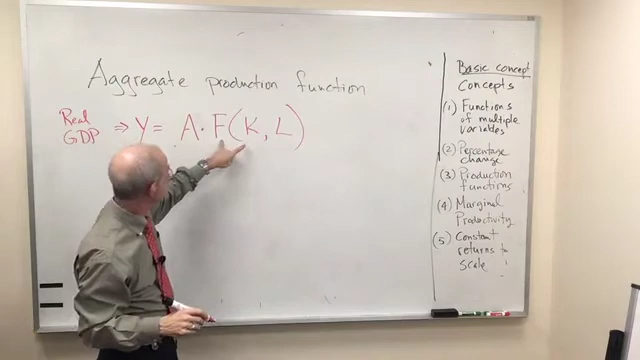 Aggregate production function
Real
GDP ⇒ Y = A · F(K, L)
Basic concept
Concepts
(1) Functions
of multiple
variables
(2) Percentage
change
(3) Production
functions
(4) Marginal
Productivity
(5) Constant
returns to
scale